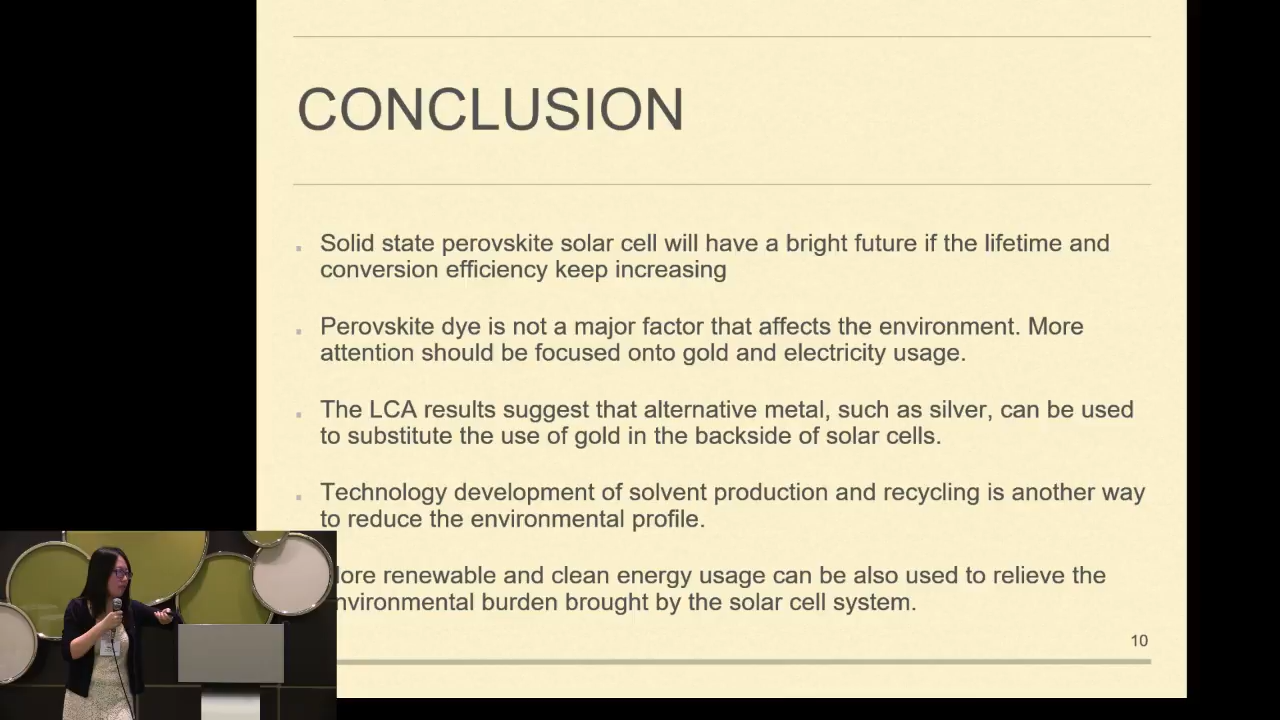 CONCLUSION
Solid state perovskite solar cell will have a bright future if the lifetime and
conversion efficiency keep increasing
Perovskite dye is not a major factor that affects the environment. More
attention should be focused onto gold and electricity usage.
The LCA results suggest that alternative metal, such as silver, can be used
to substitute the use of gold in the backside of solar cells.
Technology development of solvent production and recycling is another way
to reduce the environmental profile.
ore renewable and clean energy usage can be also used to relieve the
nvironmental burden brought by the solar cell system.
10